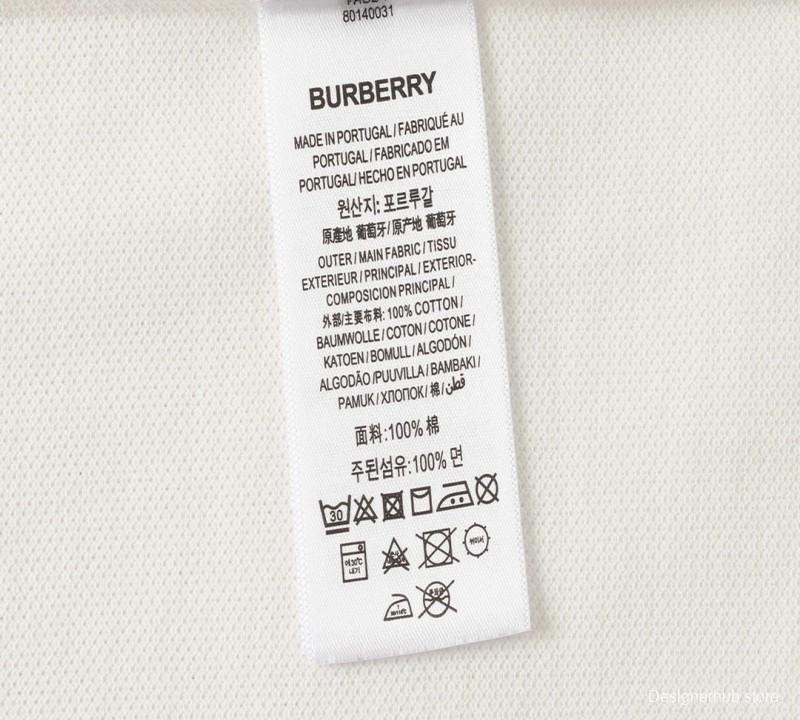 80140031
BURBERRY
MADE IN PORTUGAL / FABRIQUÉ AU
PORTUGAL / FABRICADO EM
PORTUGAL/ HECHO EN PORTUGAL
원산지: 포르루갈
原產地 葡萄牙/ 原产地 葡萄牙
OUTER / MAIN FABRIC / TISSU
EXTERIEUR / PRINCIPAL / EXTERIOR-
COMPOSICION PRINCIPAL /
外部/主要布料: 100% COTTON /
BAUMWOLLE / COTON / COTONE /
KATOEN / BOMULL / ALGODÓN /
ALGODÃO /PUUVILLA / BAMBAKI /
PAMUK / ХЛОПОК / 棉 / قطن
面料:100% 棉
주된섬유:100% 면
30
Designerhub store